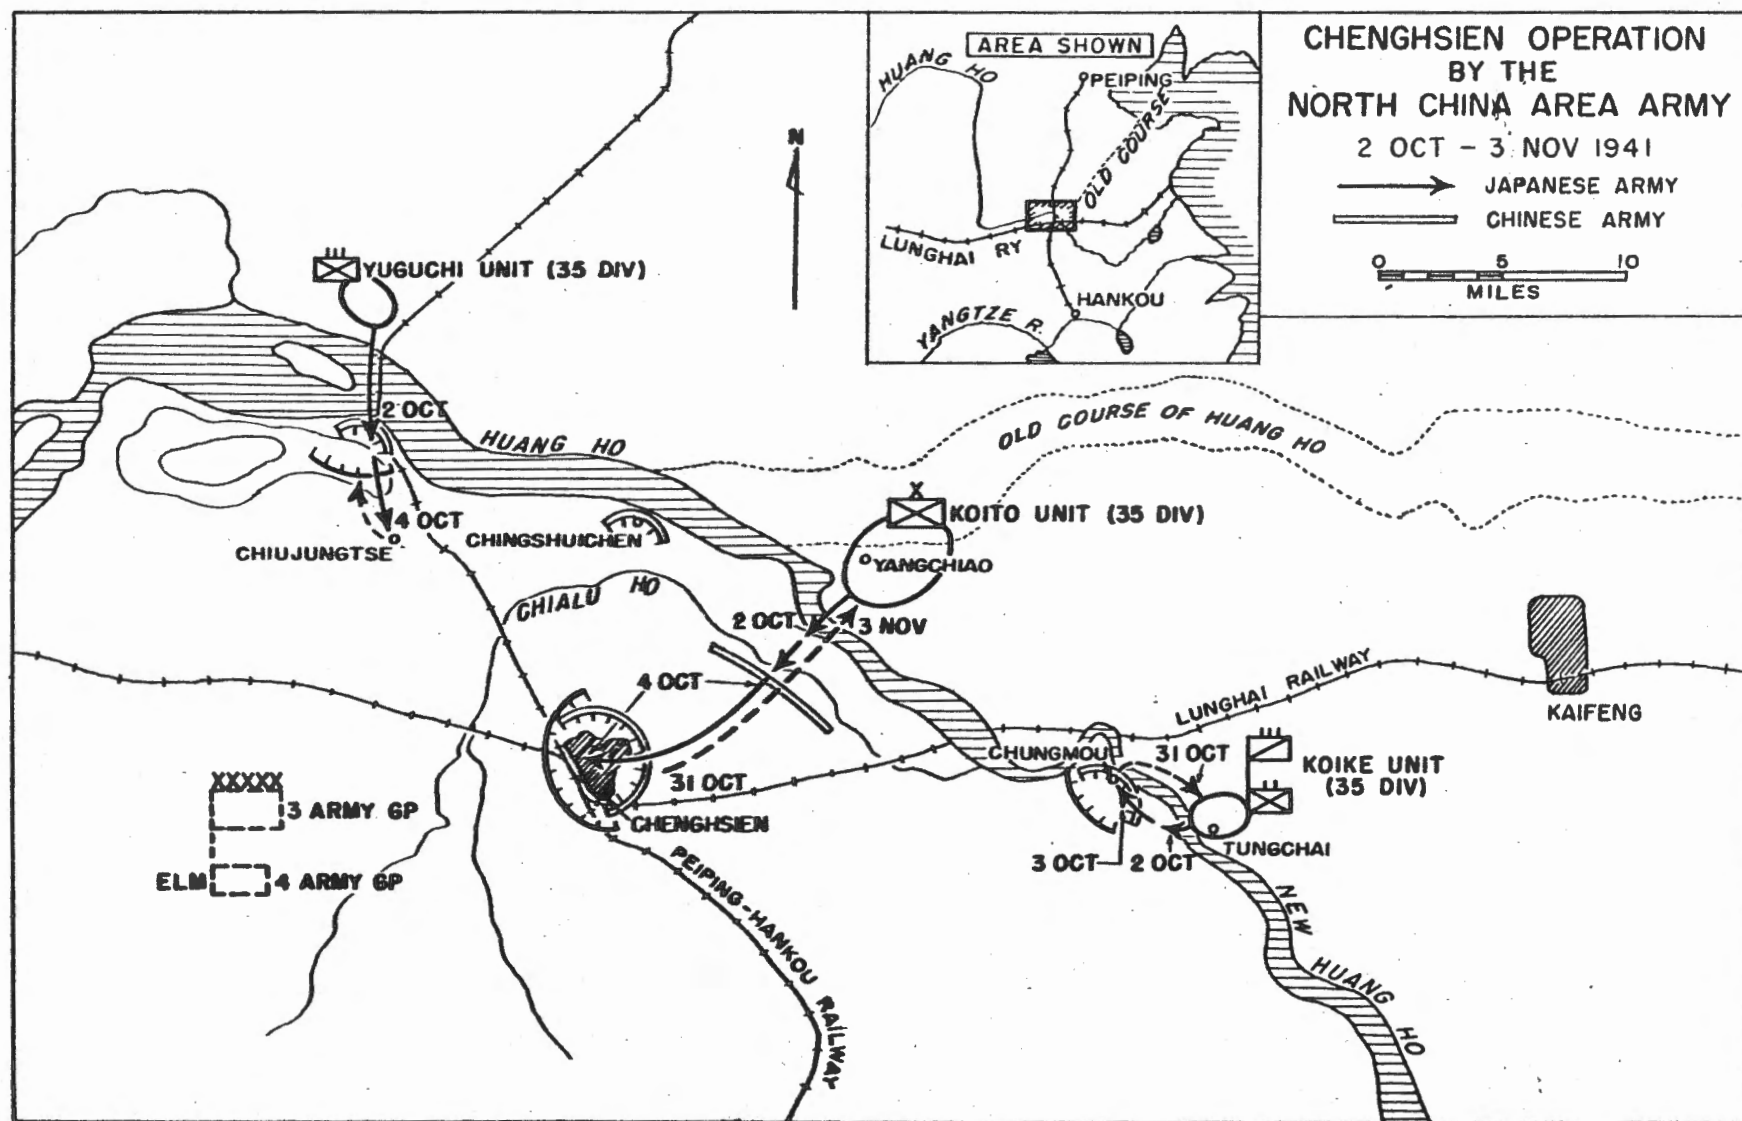 CHENGHSIEN OPERATION
BY THE
NORTH CHINA AREA ARMY
2 OCT - 3 NOV 1941
JAPANESE ARMY
CHINESE ARMY
0 5 10
MILES
AREA SHOWN
HUANG HO
PEIPING
OLD COURSE
LUNGHAI RY
HANKOU
YANGTZE R.
N
YUGUCHI UNIT (35 DIV)
2 OCT
HUANG HO
OLD COURSE OF HUANG HO
4 OCT
CHIUJUNGTSE
CHINGSHUICHEN
X
KOITO UNIT (35 DIV)
YANGCHIAO
CHIALU HO
2 OCT
3 NOV
4 OCT
LUNGHAI RAILWAY
KAIFENG
31 OCT
CHENGHSIEN
CHUNGMOU
31 OCT
KOIKE UNIT
(35 DIV)
TUNGCHAI
3 OCT
2 OCT
XXXXX
3 ARMY GP
ELM
4 ARMY GP
PEIPING-HANKOU RAILWAY
NEW HUANG HO